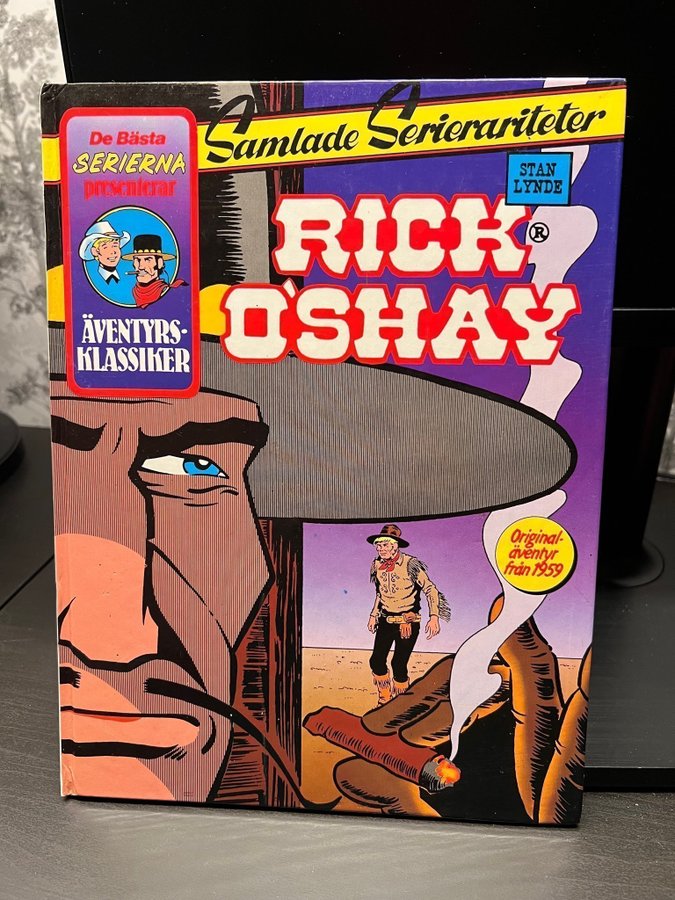 Samlade Serierariteter
De Bästa
SERIERNA
presenterar
ÄVENTYRS-
KLASSIKER
STAN
LYNDE
RICK®
O'SHAY
Original-
äventyr
från 1959